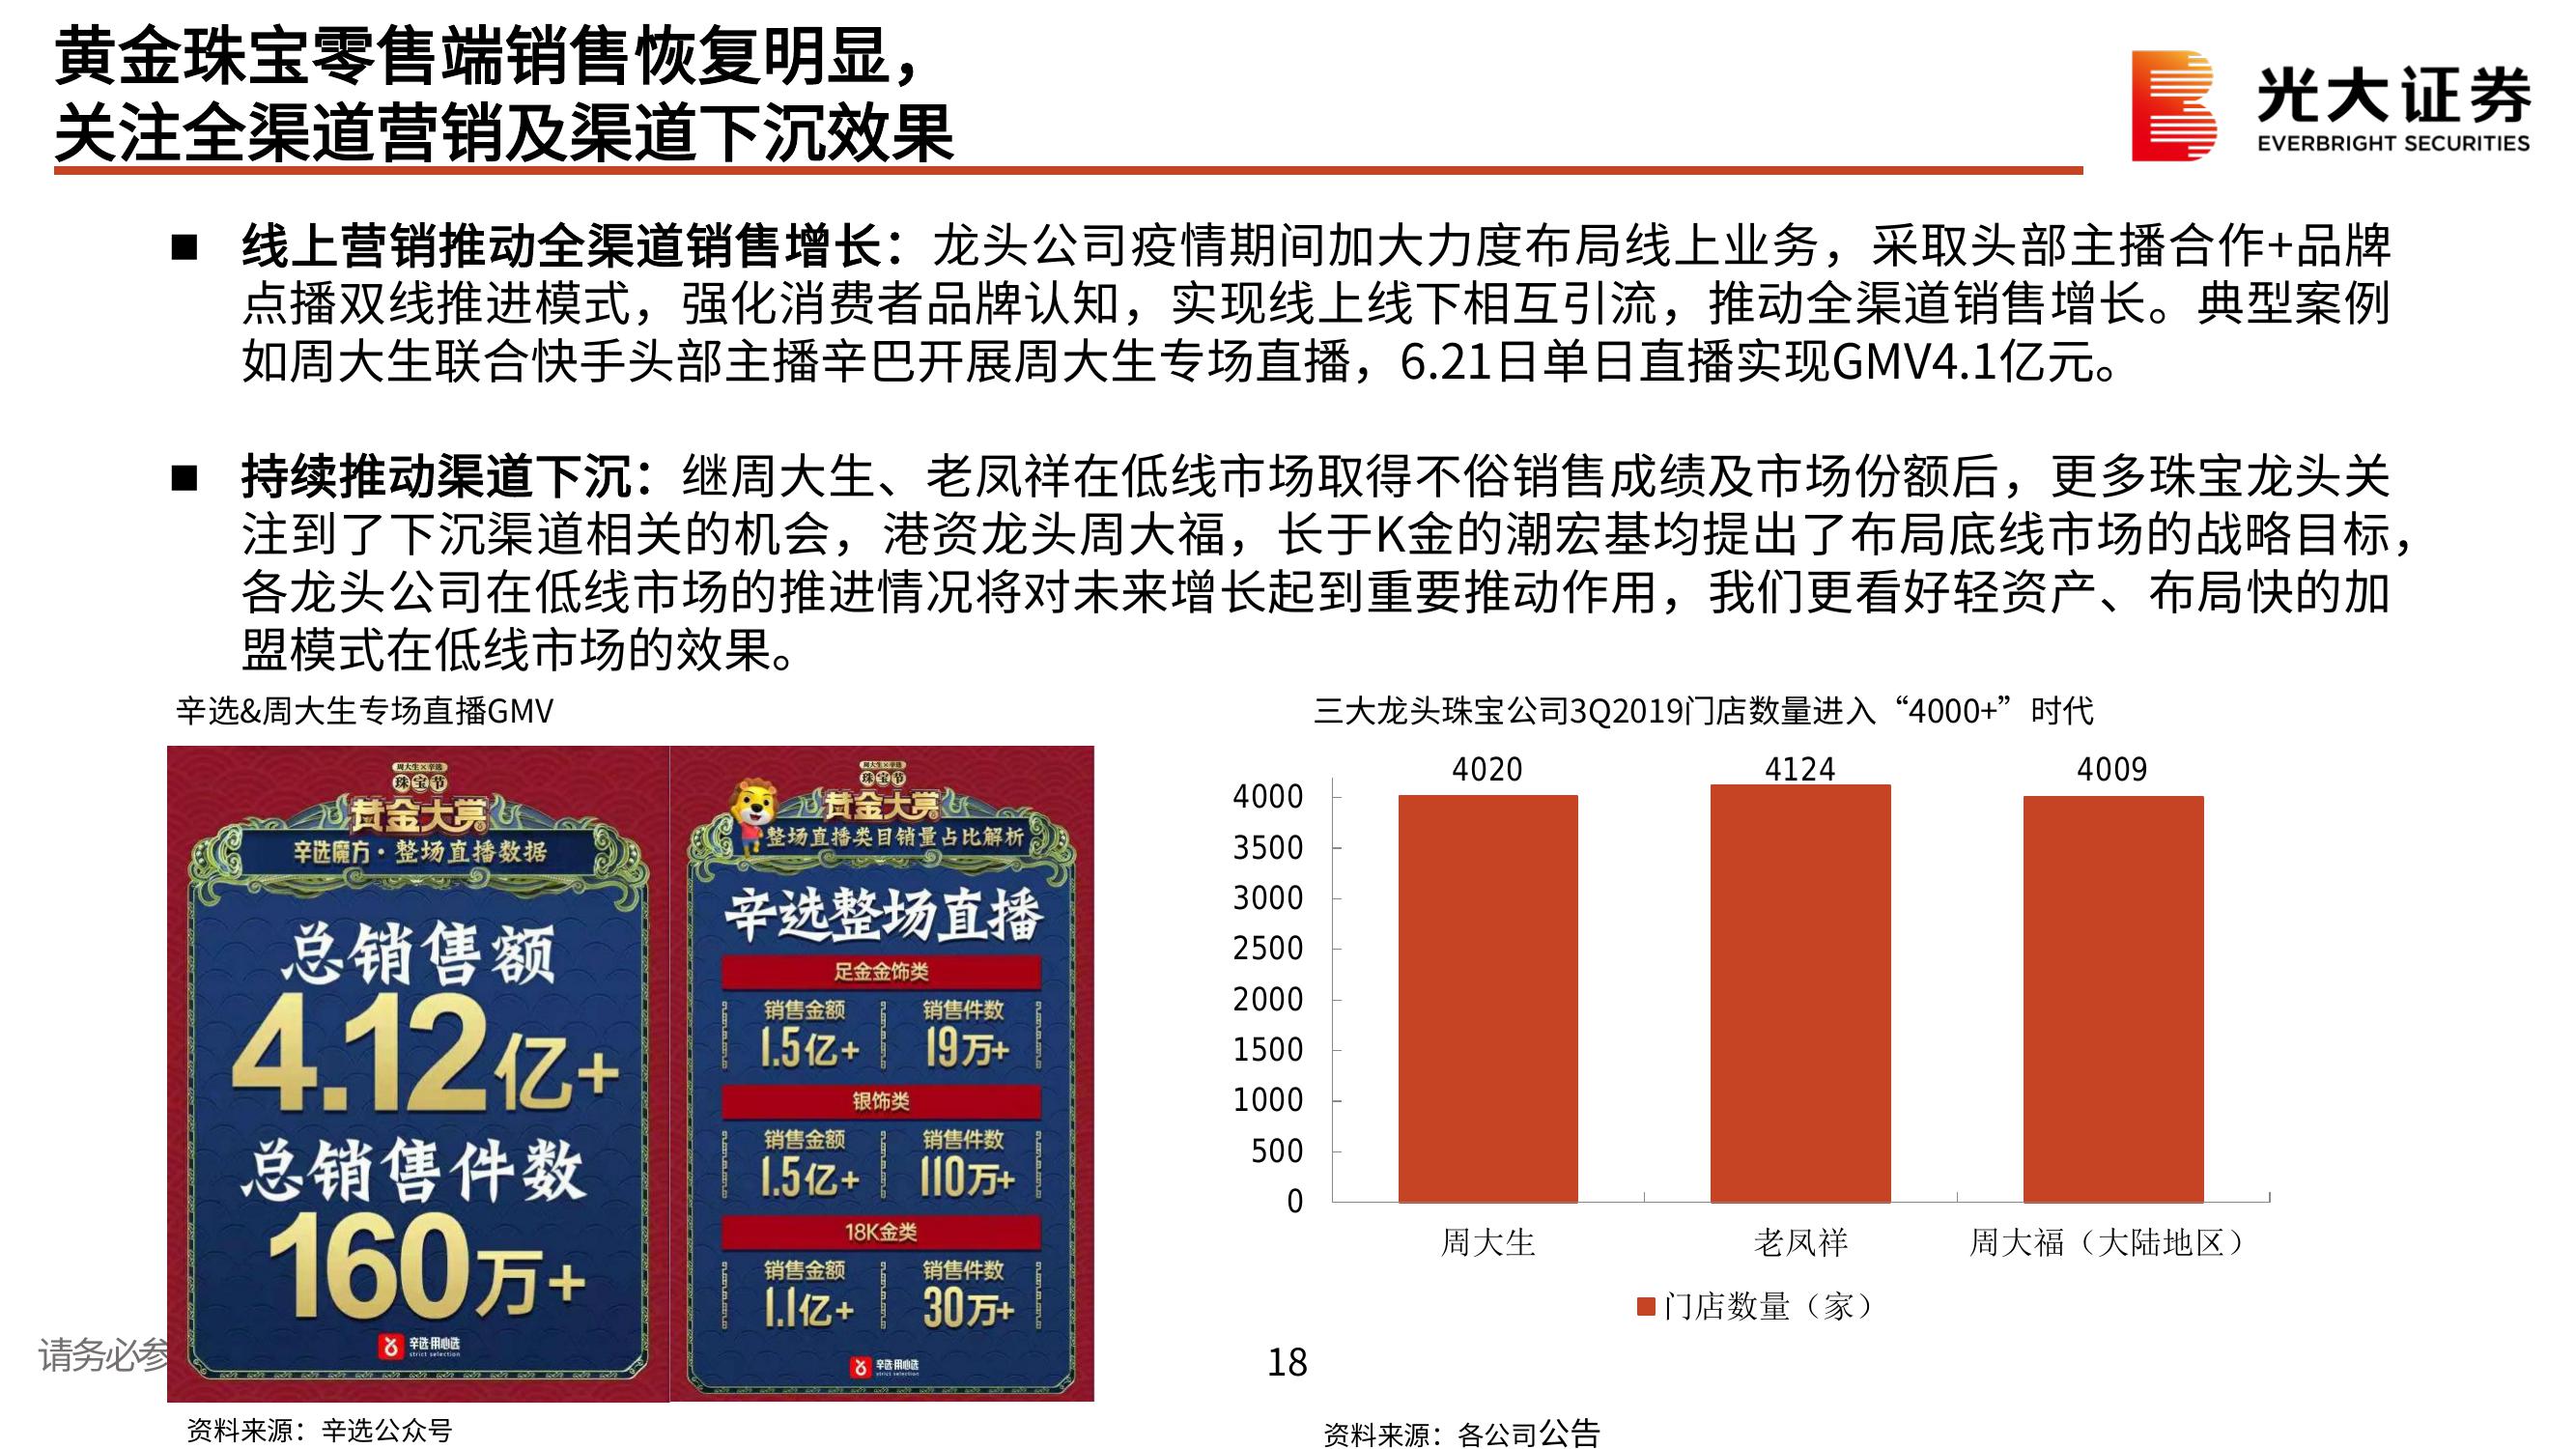 黄金珠宝零售端销售恢复明显，
关注全渠道营销及渠道下沉效果
光大证券
EVERBRIGHT SECURITIES
■ 线上营销推动全渠道销售增长：龙头公司疫情期间加大力度布局线上业务，采取头部主播合作+品牌
点播双线推进模式，强化消费者品牌认知，实现线上线下相互引流，推动全渠道销售增长。典型案例
如周大生联合快手头部主播辛巴开展周大生专场直播，6.21日单日直播实现GMV4.1亿元。
■ 持续推动渠道下沉：继周大生、老凤祥在低线市场取得不俗销售成绩及市场份额后，更多珠宝龙头关
注到了下沉渠道相关的机会，港资龙头周大福，长于K金的潮宏基均提出了布局底线市场的战略目标，
各龙头公司在低线市场的推进情况将对未来增长起到重要推动作用，我们更看好轻资产、布局快的加
盟模式在低线市场的效果。
辛选&周大生专场直播GMV
周大生×辛选
珠宝节
黄金大赏
辛选魔方·整场直播数据
总销售额
4.12亿+
总销售件数
160万+
辛选·用心选
strict selection
周大生×辛选
珠宝节
黄金大赏
整场直播类目销量占比解析
辛选整场直播
足金金饰类
销售金额 销售件数
1.5亿+ 19万+
银饰类
销售金额 销售件数
1.5亿+ 110万+
18K金类
销售金额 销售件数
1.1亿+ 30万+
辛选·用心选
strict selection
资料来源：辛选公众号
三大龙头珠宝公司3Q2019门店数量进入“4000+”时代
4020 4124 4009
4000
3500
3000
2500
2000
1500
1000
500
0
周大生 老凤祥 周大福（大陆地区）
门店数量（家）
请务必参
18
资料来源：各公司公告